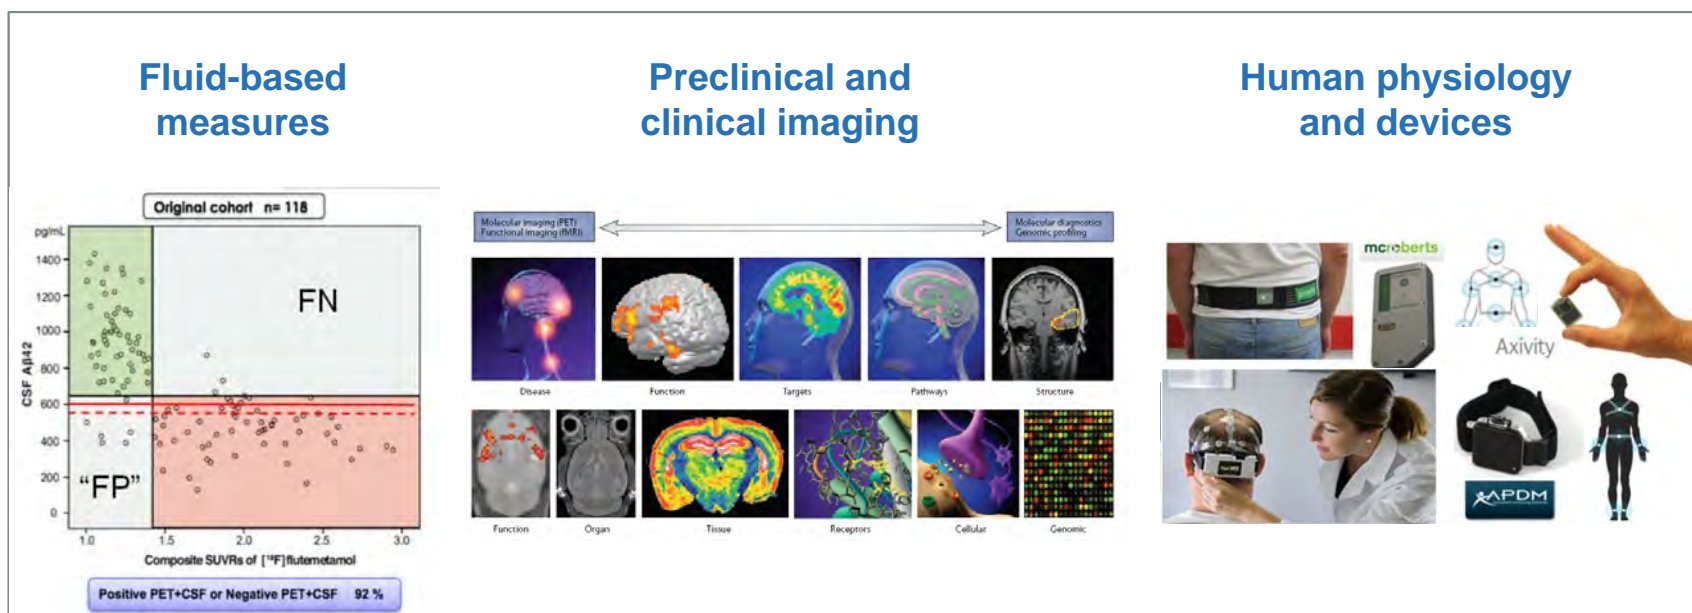 Fluid-based
measures
Preclinical and
clinical imaging
Human physiology
and devices
Original cohort n= 118
pg/mL
1400
1200
1000
800
600
400
200
0
CSF Aβ42
FN
"FP"
1.0
1.5
2.0
2.5
3.0
Composite SUVRs of [¹⁸F]flutemetamol
Positive PET+CSF or Negative PET+CSF 92 %
Molecular imaging (PET)
Functional imaging (fMRI)
Molecular diagnostics
Genomic profiling
Disease
Function
Targets
Pathways
Structure
Function
Organ
Tissue
Receptors
Cellular
Genomic
mcroberts
Axivity
APDM